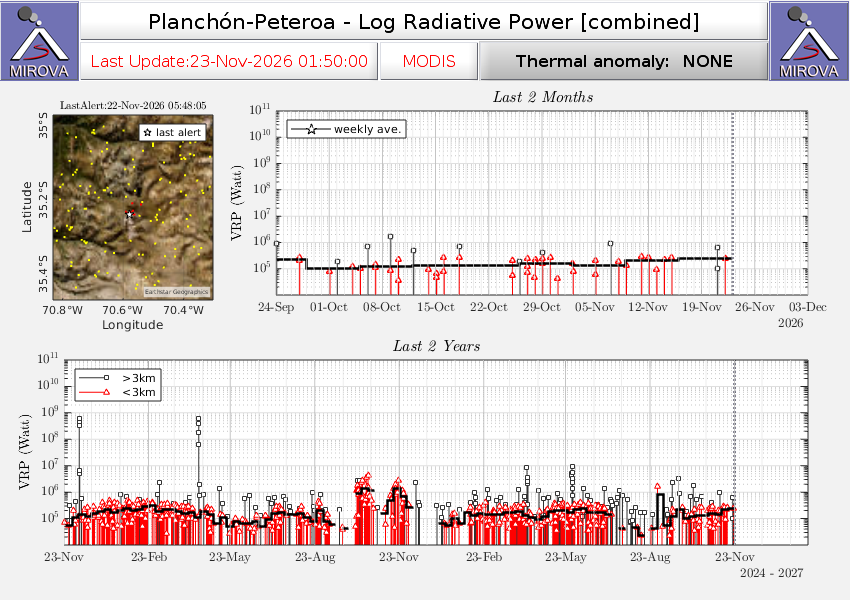 Planchón-Peteroa - Log Radiative Power [combined]
MIROVA
Last Update:23-Nov-2026 01:50:00
MODIS
Thermal anomaly: NONE
MIROVA
LastAlert:22-Nov-2026 05:48:05
last alert
35°S
35.2°S
35.4°S
Latitude
Earthstar Geographics
70.8°W 70.6°W 70.4°W
Longitude
Last 2 Months
weekly ave.
VRP (Watt)
10^11
10^10
10^9
10^8
10^7
10^6
10^5
24-Sep 01-Oct 08-Oct 15-Oct 22-Oct 29-Oct 05-Nov 12-Nov 19-Nov 26-Nov 03-Dec
2026
Last 2 Years
>3km
<3km
VRP (Watt)
10^11
10^10
10^9
10^8
10^7
10^6
10^5
23-Nov 23-Feb 23-May 23-Aug 23-Nov 23-Feb 23-May 23-Aug 23-Nov
2024 - 2027